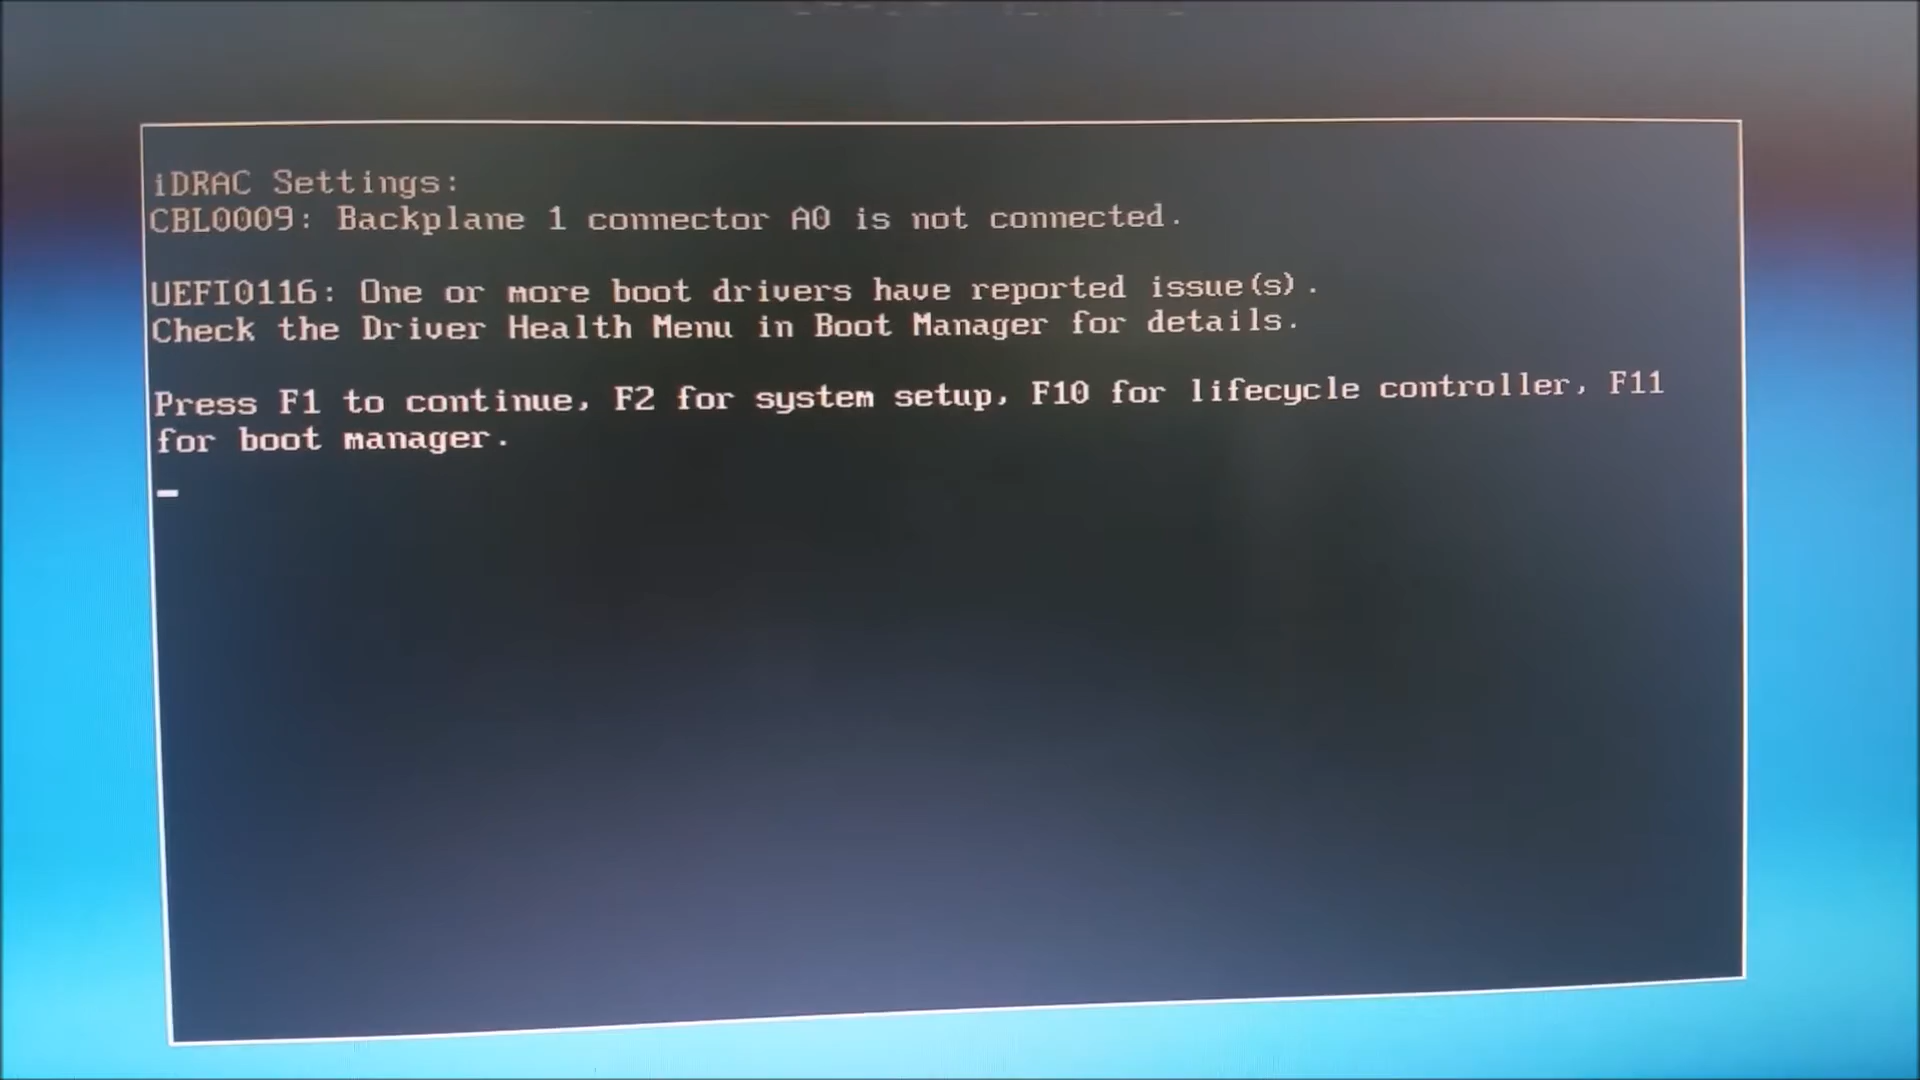 iDRAC Settings:
CBL0009: Backplane 1 connector A0 is not connected.
UEFI0116: One or more boot drivers have reported issue(s).
Check the Driver Health Menu in Boot Manager for details.
Press F1 to continue, F2 for system setup, F10 for lifecycle controller, F11
for boot manager.